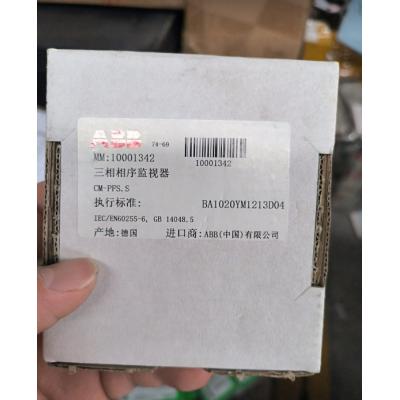 ABB 74-69
MM:10001342 10001342
三相相序监视器
CM-PFS.S
执行标准: BA1020YM1213D04
IEC/EN60255-6, GB 14048.5
产地:德国 进口商:ABB(中国)有限公司